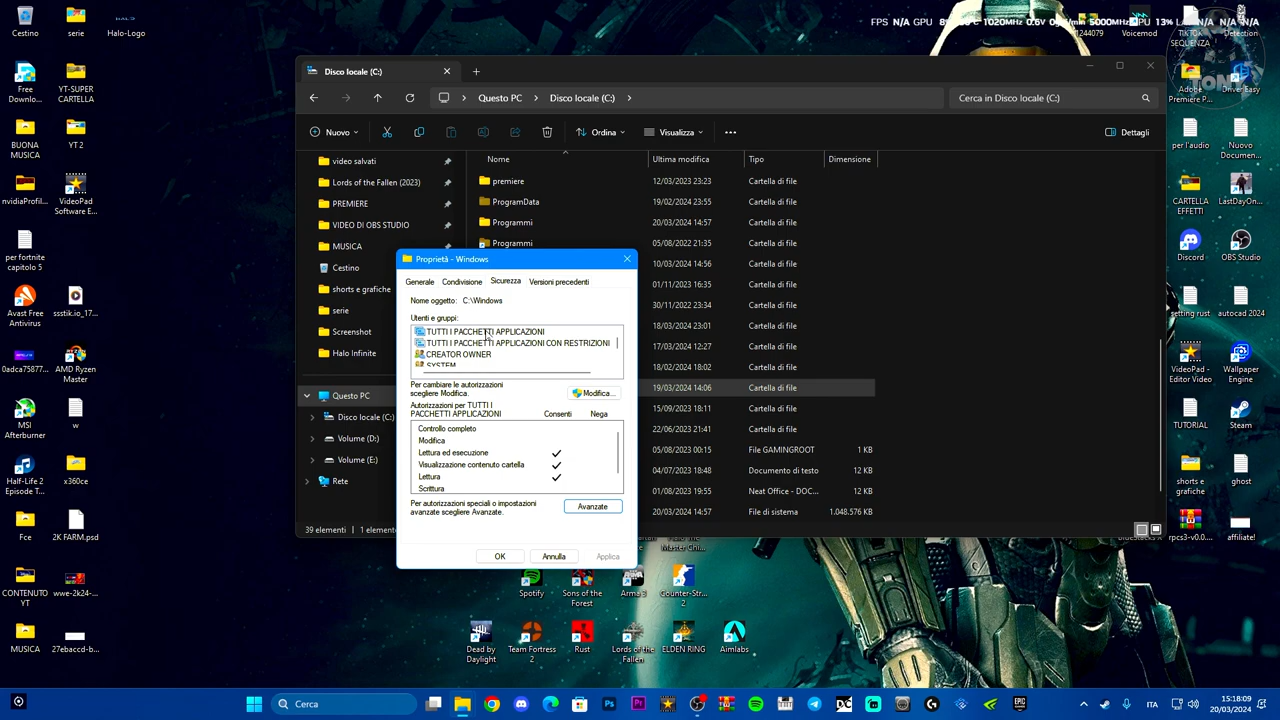 Cestino
serie
Halo-Logo
Free
Downlo...
YT-SUPER
CARTELLA
BUONA
MUSICA
YT 2
nvidiaProfil...
VideoPad
Software E...
per fortnite
capitolo 5
Avast Free
Antivirus
ssstik.io_17...
0adca75877...
AMD Ryzen
Master
MSI
Afterburner
w
Half-Life 2
Episode T...
x360ce
Fce
2K FARM.psd
CONTENUTO
YT
wwe-2k24-...
MUSICA
27ebaccd-b...
FPS N/A GPU
1020MHz
5000MHz
13%
N/A
N/A
1244079
Voicemod
TIKTOK
SEQUENZA
Detection
Adobe
Premiere P...
Driver Easy
TONY
per l'audio
Nuovo
Documen...
CARTELLA
EFFETTI
LastDayOn...
Discord
OBS Studio
setting rust
autocad 2024
VideoPad -
Editor Video
Wallpaper
Engine
TUTORIAL
Steam
shorts e
grafiche
ghost
rpcs3-v0.0...
affiliate!
Disco locale (C:)
Questo PC
Disco locale (C:)
Cerca in Disco locale (C:)
Nuovo
Ordina
Visualizza
Dettagli
video salvati
Lords of the Fallen (2023)
PREMIERE
VIDEO DI OBS STUDIO
MUSICA
Cestino
shorts e grafiche
serie
Screenshot
Halo Infinite
Questo PC
Disco locale (C:)
Volume (D:)
Volume (E:)
Rete
Nome Ultima modifica Tipo Dimensione
premiere 12/03/2023 23:23 Cartella di file
ProgramData 19/02/2024 23:55 Cartella di file
Programmi 20/03/2024 14:57 Cartella di file
Programmi 05/08/2022 21:35 Cartella di file
10/03/2024 14:56 Cartella di file
01/11/2023 16:35 Cartella di file
30/11/2022 23:34 Cartella di file
18/03/2024 23:01 Cartella di file
17/03/2024 12:27 Cartella di file
18/02/2024 18:02 Cartella di file
19/03/2024 14:06 Cartella di file
15/09/2023 18:11 Cartella di file
22/06/2023 21:41 Cartella di file
05/08/2023 00:15 File GAMINGROOT 1 KB
04/07/2023 18:48 Documento di testo 12 KB
01/08/2023 19:55 Neat Office - DOC...
20/03/2024 14:57 File di sistema 1.048.576 KB
39 elementi
1 elemento
Proprietà - Windows
Generale Condivisione Sicurezza Versioni precedenti
Nome oggetto: C:\Windows
Utenti e gruppi:
TUTTI I PACCHETTI APPLICAZIONI
TUTTI I PACCHETTI APPLICAZIONI CON RESTRIZIONI
CREATOR OWNER
SYSTEM
Per cambiare le autorizzazioni
scegliere Modifica.
Modifica...
Autorizzazioni per TUTTI I
PACCHETTI APPLICAZIONI
Consenti Nega
Controllo completo
Modifica
Lettura ed esecuzione
Visualizzazione contenuto cartella
Lettura
Scrittura
Per autorizzazioni speciali o impostazioni
avanzate scegliere Avanzate.
Avanzate
OK Annulla Applica
Spotify
Sons of the
Forest
Arma 3
Counter-Str...
2
Dead by
Daylight
Team Fortress
2
Rust
Lords of the
Fallen
ELDEN RING
Aimlabs
Cerca
ITA
15:18:09
20/03/2024